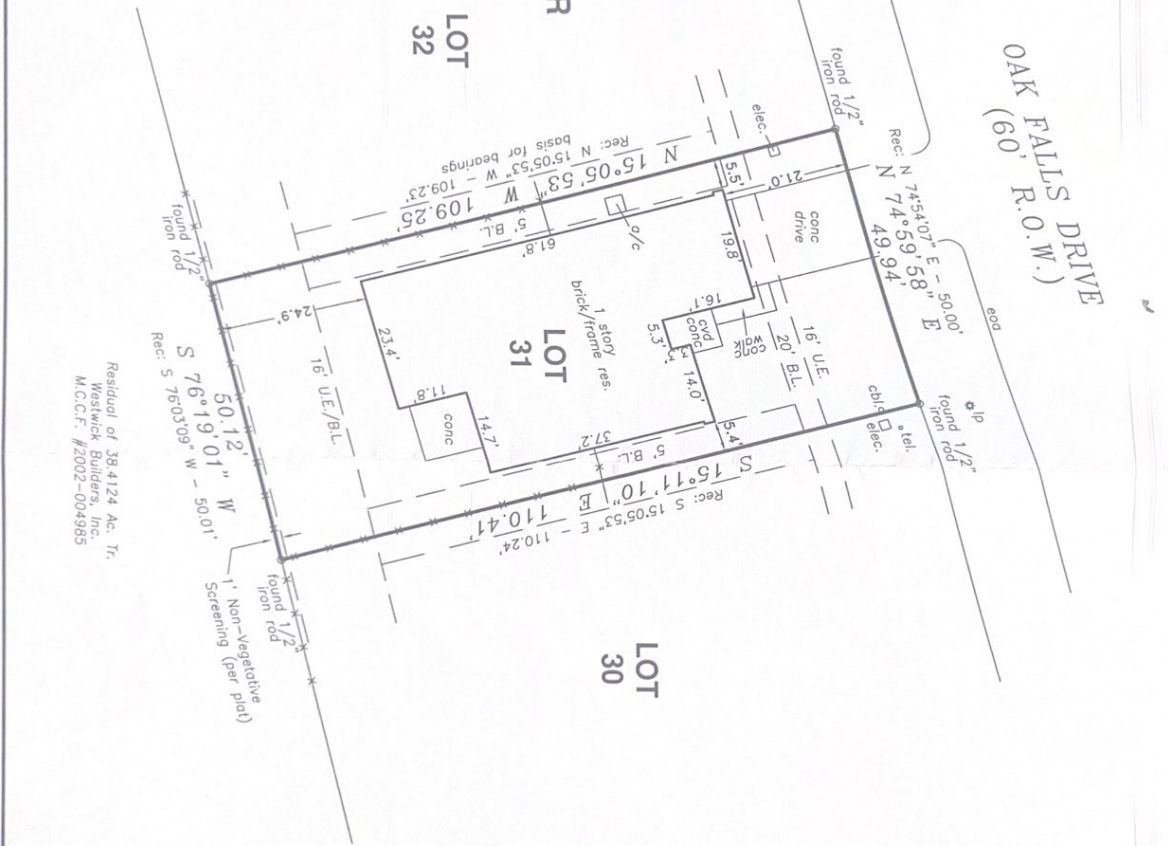 R
LOT
32
OAK FALLS DRIVE
(60' R.O.W.)
found 1/2"
iron rod
elec.
Rec: N 74°54'07" E - 50.00'
N 74°59'58" E
49.94'
eoa
lp
found 1/2"
iron rod
tel
cbl.
elec.
Rec: N 15°05'53" W - 109.23'
basis for bearings
N 15°05'53" W 109.25'
5.5'
21.0'
conc
drive
19.8'
16.1'
cvd
conc
conc
walk
5.3'
3'
14.0'
5.4'
16' U.E.
20' B.L.
a/c
5' B.L.
61.8'
1 story
brick/frame res.
LOT
31
37.2'
5' B.L.
23.4'
11.8'
14.7'
conc
24.9'
16' U.E./B.L.
S 15°11'10" E 110.41'
Rec: S 15°05'53" E - 110.24'
found 1/2"
iron rod
50.12'
S 76°19'01" W
Rec: S 76°03'09" W - 50.01'
found 1/2"
iron rod
1' Non-Vegetative
Screening (per plat)
Residual of 38.4124 Ac. Tr.
Westwick Builders, Inc.
M.C.C.F. #2002-004985
LOT
30